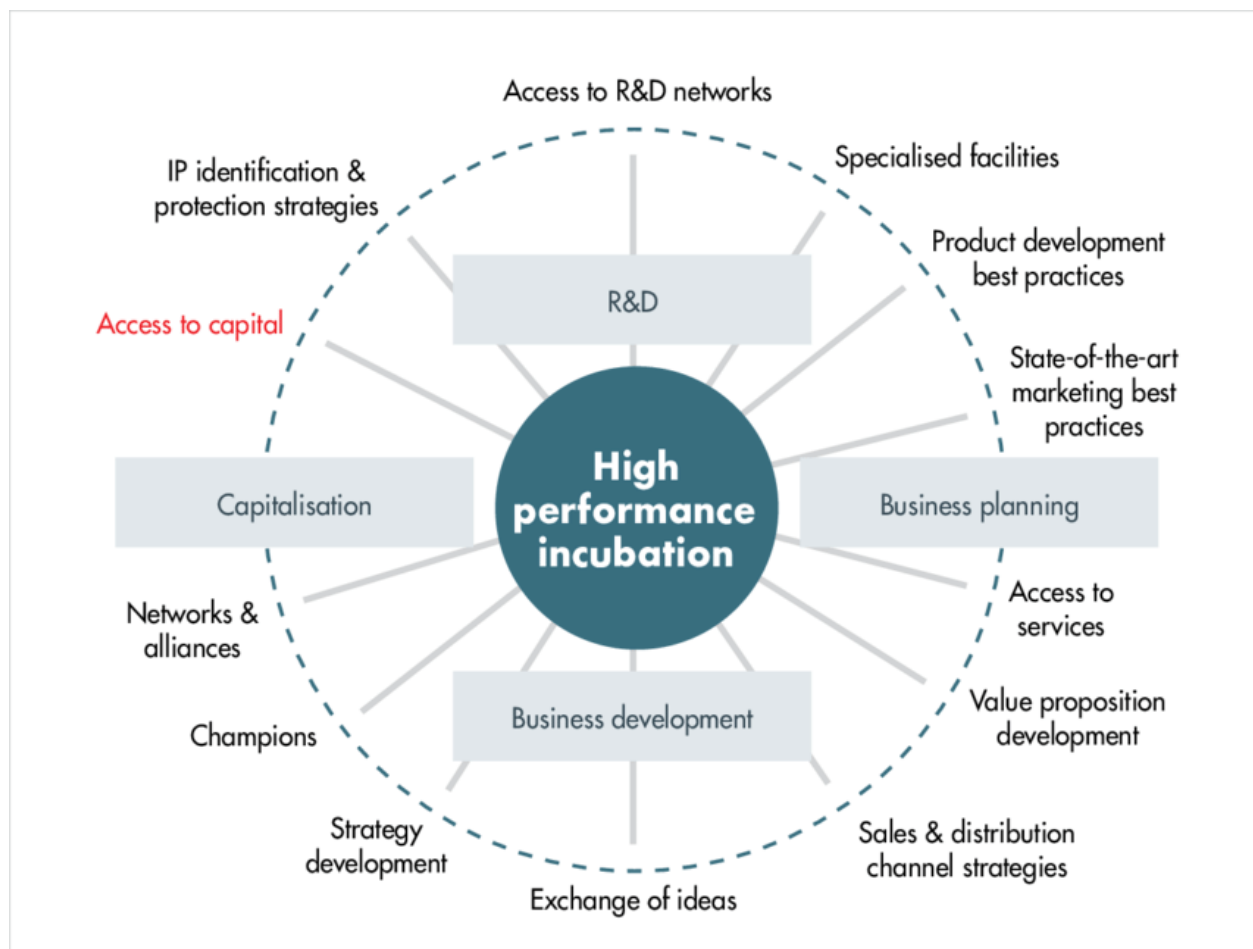 Access to R&D networks
Specialised facilities
IP identification &
protection strategies
Product development
best practices
R&D
Access to capital
State-of-the-art
marketing best
practices
High
performance
incubation
Capitalisation
Business planning
Networks &
alliances
Access to
services
Champions
Business development
Value proposition
development
Strategy
development
Sales & distribution
channel strategies
Exchange of ideas